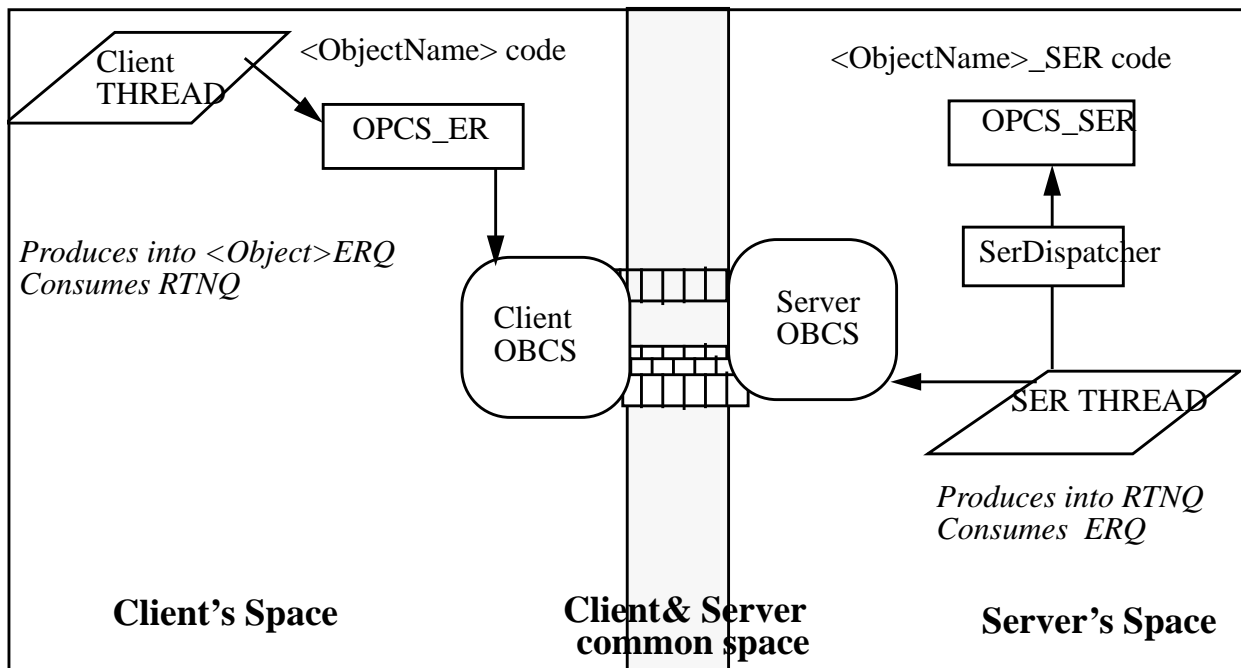 Client
THREAD
<ObjectName> code
OPCS_ER
Produces into <Object>ERQ
Consumes RTNQ
Client
OBCS
Client's Space
Client& Server
common space
Server
OBCS
<ObjectName>_SER code
OPCS_SER
SerDispatcher
SER THREAD
Produces into RTNQ
Consumes  ERQ
Server's Space